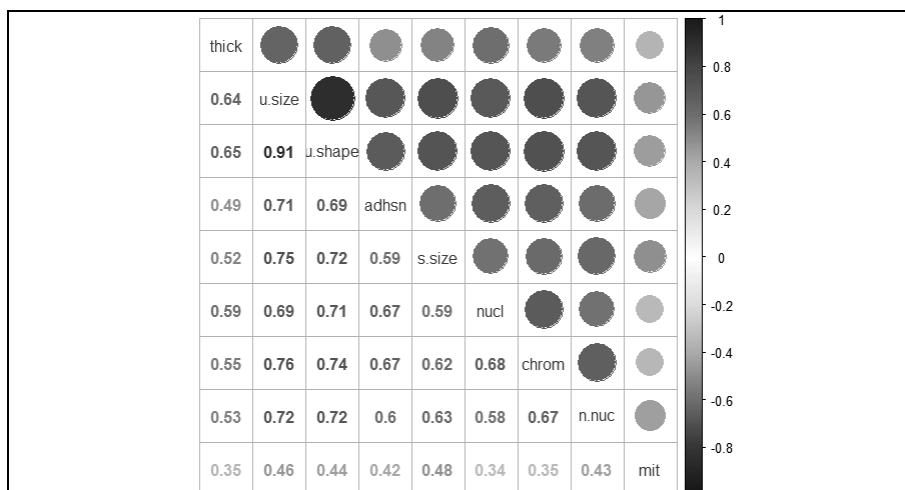 thick
0.64 u.size
0.65 0.91 u.shape
0.49 0.71 0.69 adhsn
0.52 0.75 0.72 0.59 s.size
0.59 0.69 0.71 0.67 0.59 nucl
0.55 0.76 0.74 0.67 0.62 0.68 chrom
0.53 0.72 0.72 0.6 0.63 0.58 0.67 n.nuc
0.35 0.46 0.44 0.42 0.48 0.34 0.35 0.43 mit
1
0.8
0.6
0.4
0.2
0
-0.2
-0.4
-0.6
-0.8